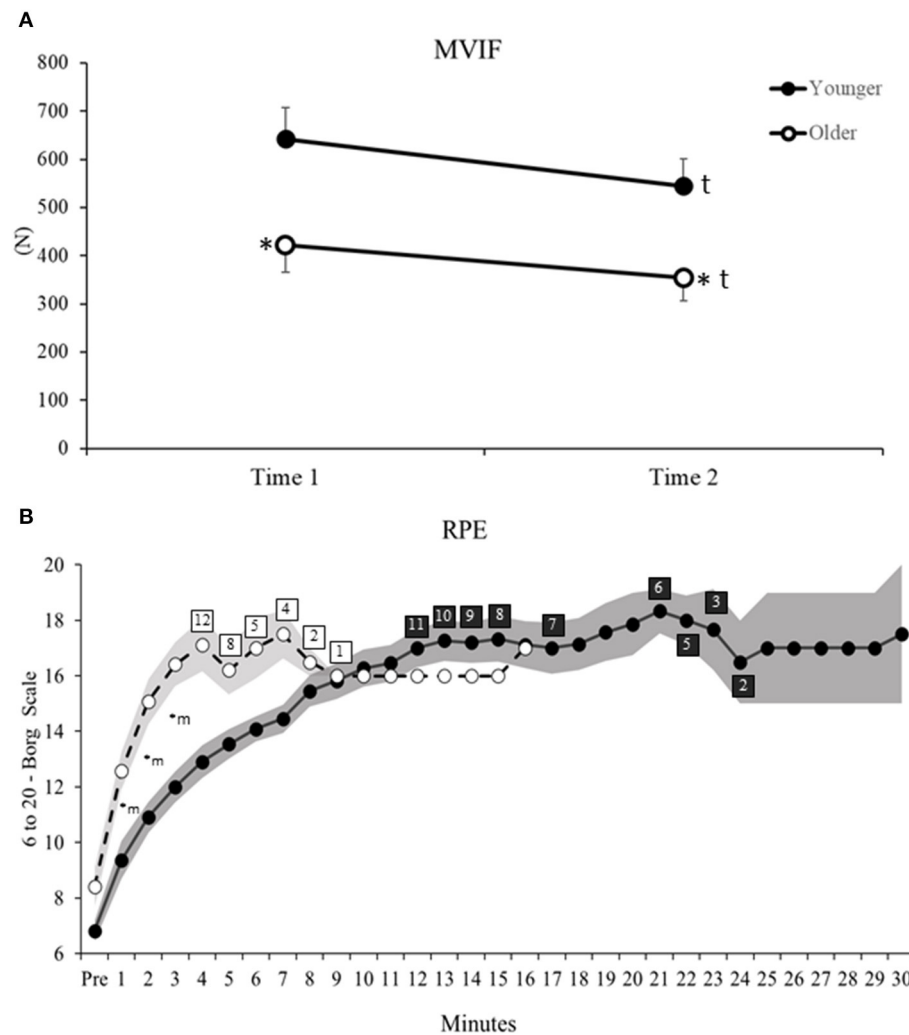 A
MVIF
800
700
600
500
400
300
200
100
0
(N)
Younger
Older
t
*
* t
Time 1
Time 2
B
RPE
20
18
16
14
12
10
8
6
6 to 20 - Borg Scale
12
8
5
4
2
1
11
10
9
8
7
6
5
3
2
*m
*m
*m
Pre 1 2 3 4 5 6 7 8 9 10 11 12 13 14 15 16 17 18 19 20 21 22 23 24 25 26 27 28 29 30
Minutes